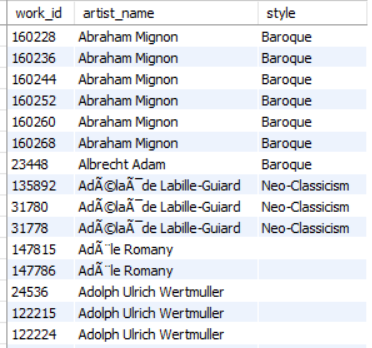 work_id artist_name style
160228 Abraham Mignon Baroque
160236 Abraham Mignon Baroque
160244 Abraham Mignon Baroque
160252 Abraham Mignon Baroque
160260 Abraham Mignon Baroque
160268 Abraham Mignon Baroque
23448 Albrecht Adam Baroque
135892 AdÃ©laÃ¯de Labille-Guiard Neo-Classicism
31780 AdÃ©laÃ¯de Labille-Guiard Neo-Classicism
31778 AdÃ©laÃ¯de Labille-Guiard Neo-Classicism
147815 AdÃ¨le Romany
147786 AdÃ¨le Romany
24536 Adolph Ulrich Wertmuller
122215 Adolph Ulrich Wertmuller
122224 Adolph Ulrich Wertmuller